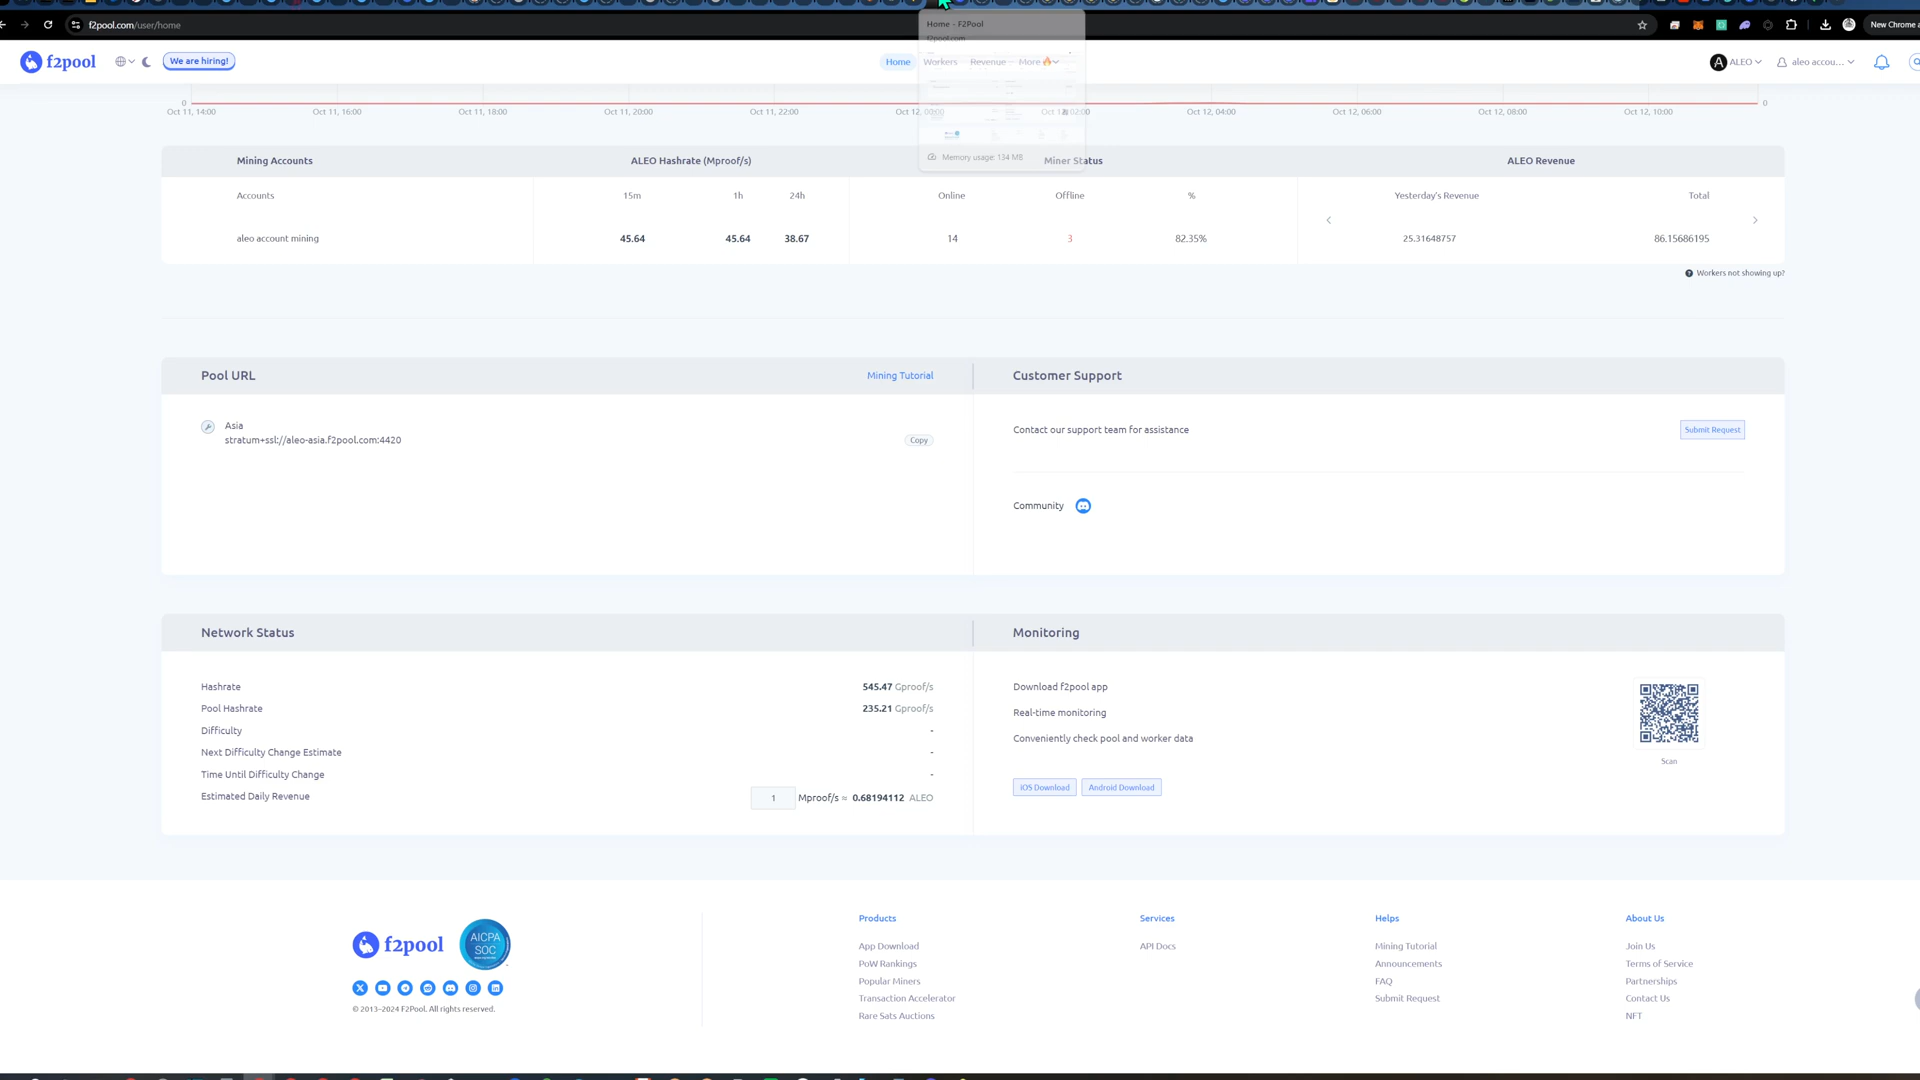 f2pool.com/user/home
New Chrome a
f2pool
We are hiring!
Home
Workers
Revenue
More
ALEO
aleo accou...
Home - F2Pool
f2pool.com
Memory usage: 134 MB
0
0
Oct 11, 14:00
Oct 11, 16:00
Oct 11, 18:00
Oct 11, 20:00
Oct 11, 22:00
Oct 12, 00:00
Oct 12, 02:00
Oct 12, 04:00
Oct 12, 06:00
Oct 12, 08:00
Oct 12, 10:00
Mining Accounts
ALEO Hashrate (Mproof/s)
Miner Status
ALEO Revenue
Accounts
15m
1h
24h
Online
Offline
%
Yesterday's Revenue
Total
aleo account mining
45.64
45.64
38.67
14
3
82.35%
25.31648757
86.15686195
Workers not showing up?
Pool URL
Mining Tutorial
Asia
stratum+ssl://aleo-asia.f2pool.com:4420
Copy
Customer Support
Contact our support team for assistance
Submit Request
Community
Network Status
Hashrate
545.47 Gproof/s
Pool Hashrate
235.21 Gproof/s
Difficulty
-
Next Difficulty Change Estimate
-
Time Until Difficulty Change
-
Estimated Daily Revenue
1 Mproof/s ≈ 0.68194112 ALEO
Monitoring
Download f2pool app
Real-time monitoring
Conveniently check pool and worker data
iOS Download
Android Download
Scan
f2pool
AICPA
SOC
© 2013–2024 F2Pool. All rights reserved.
Products
App Download
PoW Rankings
Popular Miners
Transaction Accelerator
Rare Sats Auctions
Services
API Docs
Helps
Mining Tutorial
Announcements
FAQ
Submit Request
About Us
Join Us
Terms of Service
Partnerships
Contact Us
NFT